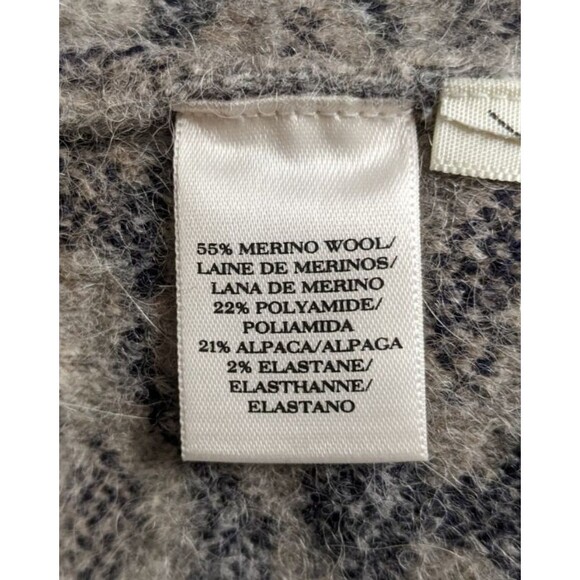 55% MERINO WOOL/
LAINE DE MERINOS/
LANA DE MERINO
22% POLYAMIDE/
POLIAMIDA
21% ALPACA/ALPAGA
2% ELASTANE/
ELASTHANNE/
ELASTANO